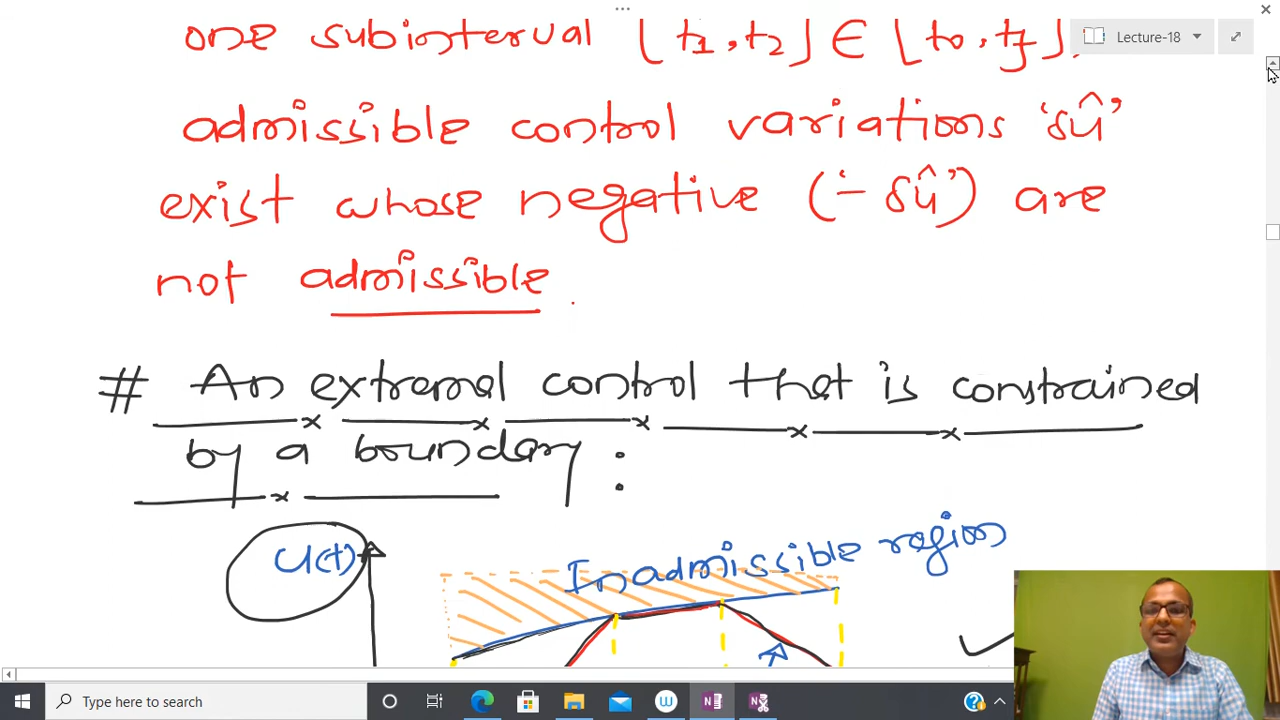 Lecture-18
one subinterval [t1, t2] ∈ [to, tf],
admissible control variations 'δû'
exist whose negative ('-δû') are
not admissible.
# An extremal control that is constrained
by a boundary :
U(t)
Inadmissible region
Type here to search